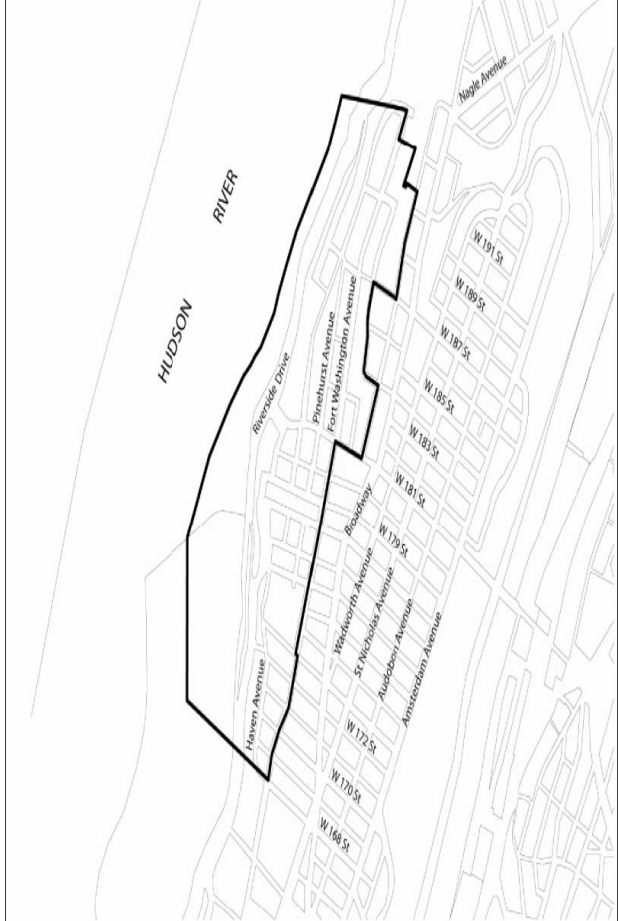 Nagle Avenue
HUDSON RIVER
W 191 St
W 189 St
Pinehurst Avenue
Fort Washington Avenue
W 187 St
Riverside Drive
W 185 St
W 183 St
W 181 St
Broadway
W 179 St
Wadworth Avenue
St Nicholas Avenue
Audobon Avenue
Amsterdam Avenue
Haven Avenue
W 172 St
W 170 St
W 168 St